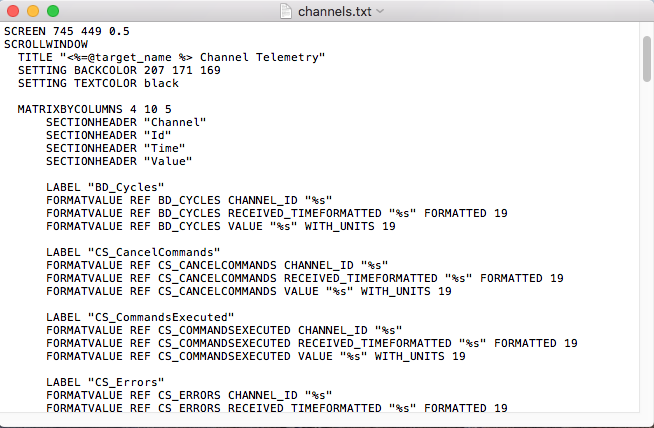 channels.txt
SCREEN 745 449 0.5
SCROLLWINDOW
TITLE "<%=@target_name %> Channel Telemetry"
SETTING BACKCOLOR 207 171 169
SETTING TEXTCOLOR black
MATRIXBYCOLUMNS 4 10 5
SECTIONHEADER "Channel"
SECTIONHEADER "Id"
SECTIONHEADER "Time"
SECTIONHEADER "Value"
LABEL "BD_Cycles"
FORMATVALUE REF BD_CYCLES CHANNEL_ID "%s"
FORMATVALUE REF BD_CYCLES RECEIVED_TIMEFORMATTED "%s" FORMATTED 19
FORMATVALUE REF BD_CYCLES VALUE "%s" WITH_UNITS 19
LABEL "CS_CancelCommands"
FORMATVALUE REF CS_CANCELCOMMANDS CHANNEL_ID "%s"
FORMATVALUE REF CS_CANCELCOMMANDS RECEIVED_TIMEFORMATTED "%s" FORMATTED 19
FORMATVALUE REF CS_CANCELCOMMANDS VALUE "%s" WITH_UNITS 19
LABEL "CS_CommandsExecuted"
FORMATVALUE REF CS_COMMANDSEXECUTED CHANNEL_ID "%s"
FORMATVALUE REF CS_COMMANDSEXECUTED RECEIVED_TIMEFORMATTED "%s" FORMATTED 19
FORMATVALUE REF CS_COMMANDSEXECUTED VALUE "%s" WITH_UNITS 19
LABEL "CS_Errors"
FORMATVALUE REF CS_ERRORS CHANNEL_ID "%s"
FORMATVALUE REF CS_ERRORS RECEIVED_TIMEFORMATTED "%s" FORMATTED 19